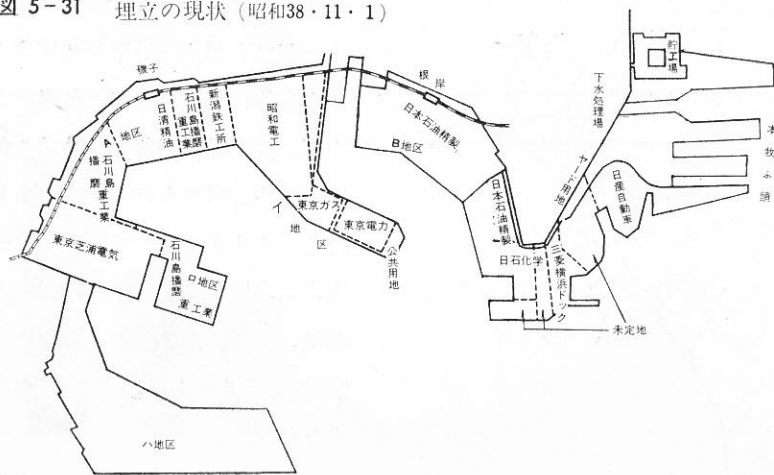 図 5-31 埋立の現状（昭和38・11・1）
磯子
根岸
貯工場
下水処理場
本牧ふ頭
ヤード用地
日産自動車
日本石油精製
B地区
昭和電工
新潟鉄工所
石川島播磨重工業
日清精油
A地区
石川島播磨重工業
東京芝浦電気
石川島播磨重工業
ロ地区
東京ガス
東京電力
イ地区
公共用地
日本石油精製
日石化学
三菱横浜ドック
未定地
ハ地区